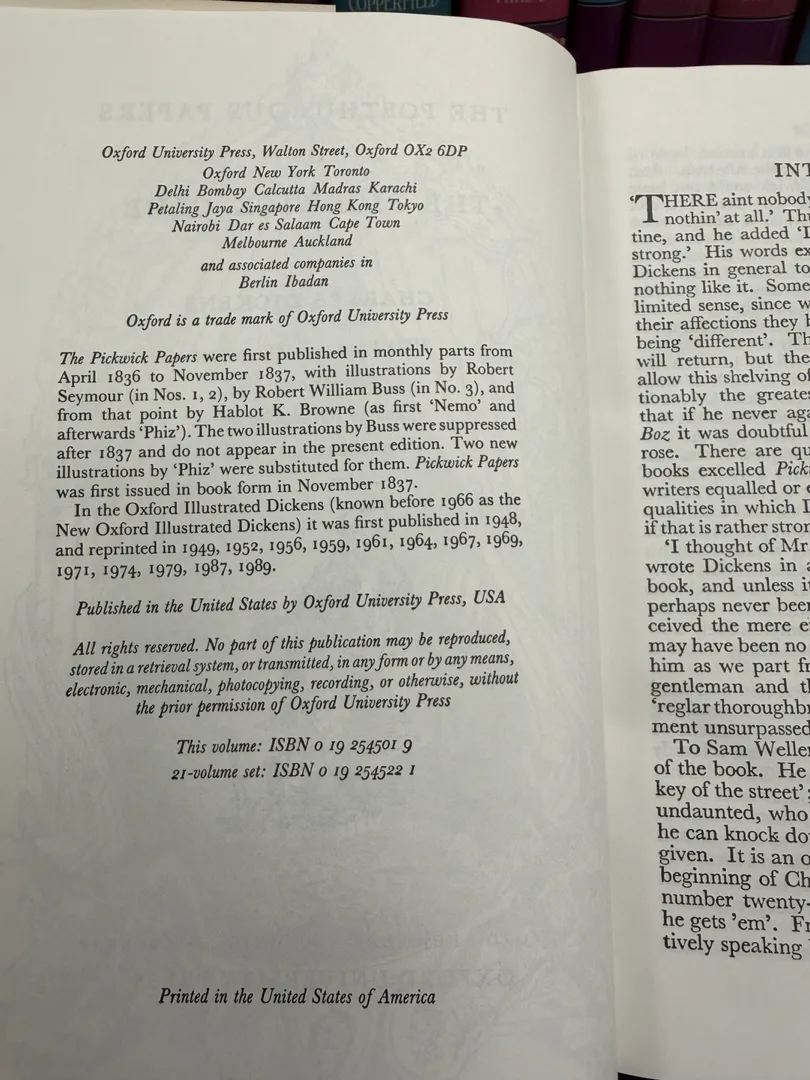 COPPERFIELD
THE POSTHUMOUS PAPERS
Oxford University Press, Walton Street, Oxford OX2 6DP
Oxford New York Toronto
Delhi Bombay Calcutta Madras Karachi
Petaling Jaya Singapore Hong Kong Tokyo
Nairobi Dar es Salaam Cape Town
Melbourne Auckland
and associated companies in
Berlin Ibadan
Oxford is a trade mark of Oxford University Press
The Pickwick Papers were first published in monthly parts from
April 1836 to November 1837, with illustrations by Robert
Seymour (in Nos. 1, 2), by Robert William Buss (in No. 3), and
from that point by Hablot K. Browne (as first ‘Nemo’ and
afterwards ‘Phiz’). The two illustrations by Buss were suppressed
after 1837 and do not appear in the present edition. Two new
illustrations by ‘Phiz’ were substituted for them. Pickwick Papers
was first issued in book form in November 1837.
In the Oxford Illustrated Dickens (known before 1966 as the
New Oxford Illustrated Dickens) it was first published in 1948,
and reprinted in 1949, 1952, 1956, 1959, 1961, 1964, 1967, 1969,
1971, 1974, 1979, 1987, 1989.
Published in the United States by Oxford University Press, USA
All rights reserved. No part of this publication may be reproduced,
stored in a retrieval system, or transmitted, in any form or by any means,
electronic, mechanical, photocopying, recording, or otherwise, without
the prior permission of Oxford University Press
This volume: ISBN 0 19 254501 9
21-volume set: ISBN 0 19 254522 1
Printed in the United States of America
INT
‘THERE aint nobody
nothin’ at all.’ Thu
tine, and he added ‘I
strong.’ His words ex
Dickens in general to
nothing like it. Some
limited sense, since w
their affections they
being ‘different’. Th
will return, but the
allow this shelving of
tionably the greates
that if he never aga
Boz it was doubtful
rose. There are qu
books excelled Pick
writers equalled or
qualities in which D
if that is rather stron
‘I thought of Mr.
wrote Dickens in a
book, and unless it
perhaps never been
ceived the mere e
may have been no
him as we part fr
gentleman and th
‘reglar thoroughbr
ment unsurpassed
To Sam Weller
of the book. He
key of the street’
undaunted, who
he can knock do
given. It is an o
beginning of Ch
number twenty-
he gets ’em’. Fr
tively speaking